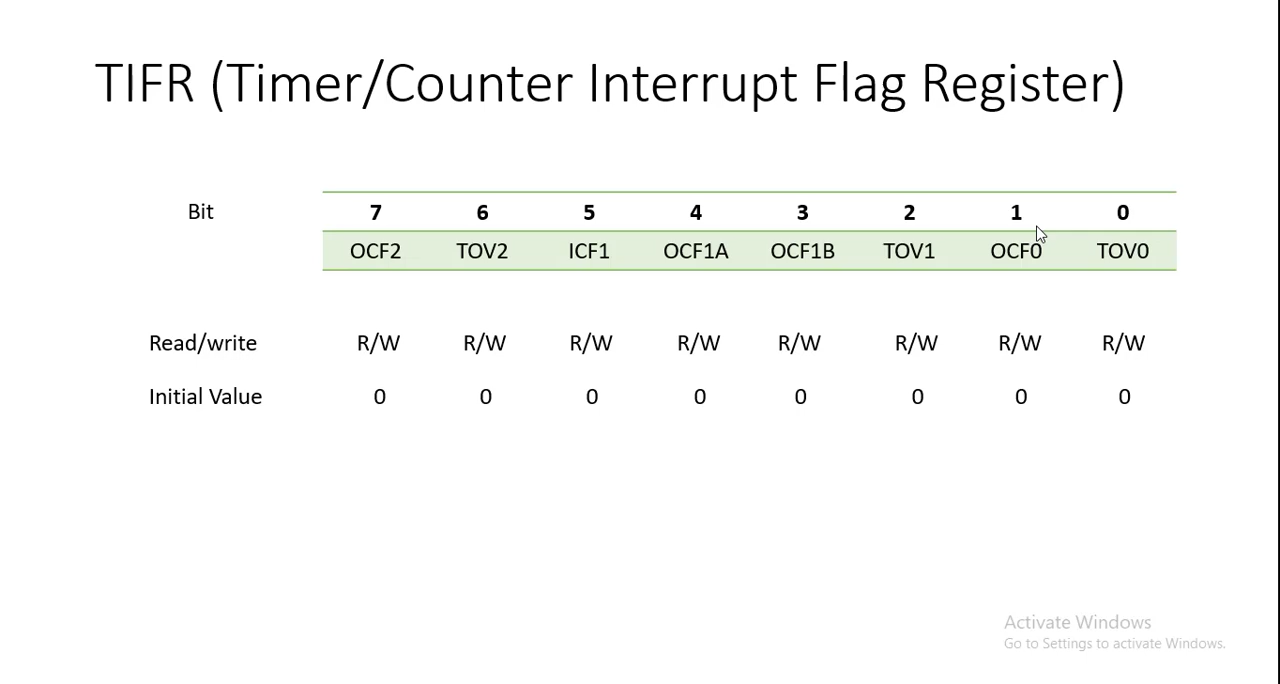 TIFR (Timer/Counter Interrupt Flag Register)
Bit 7 6 5 4 3 2 1 0
OCF2 TOV2 ICF1 OCF1A OCF1B TOV1 OCF0 TOV0
Read/write R/W R/W R/W R/W R/W R/W R/W R/W
Initial Value 0 0 0 0 0 0 0 0
Activate Windows
Go to Settings to activate Windows.